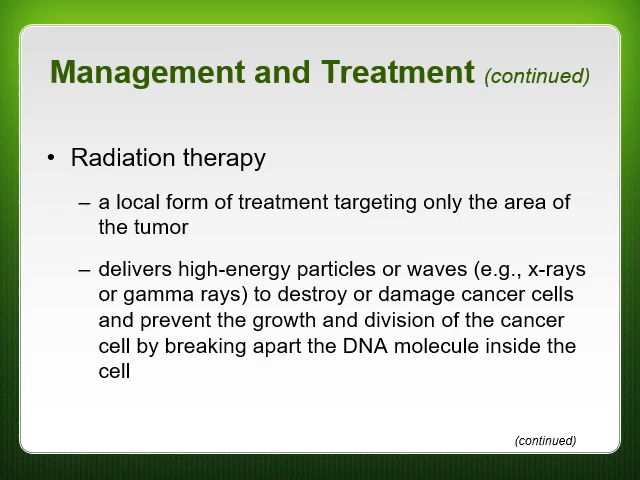 Management and Treatment (continued)
• Radiation therapy
– a local form of treatment targeting only the area of
the tumor
– delivers high-energy particles or waves (e.g., x-rays
or gamma rays) to destroy or damage cancer cells
and prevent the growth and division of the cancer
cell by breaking apart the DNA molecule inside the
cell
(continued)